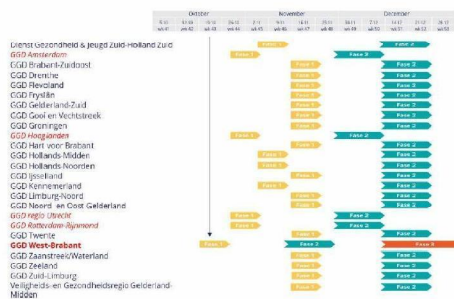 Oktober November December
wk 41 wk 42 wk 43 wk 44 wk 45 wk 46 wk 47 wk 48 wk 49 wk 50 wk 51 wk 52 wk 53
Dienst Gezondheid & Jeugd Zuid-Holland Zuid Fase 1 Fase 2
GGD Amsterdam Fase 1 Fase 2
GGD Brabant-Zuidoost Fase 1 Fase 2
GGD Drenthe Fase 1 Fase 2
GGD Flevoland Fase 1 Fase 2
GGD Fryslân Fase 1 Fase 2
GGD Gelderland-Zuid Fase 1 Fase 2
GGD Gooi en Vechtstreek Fase 1 Fase 2
GGD Groningen Fase 1 Fase 2
GGD Haaglanden Fase 1 Fase 2
GGD Hart voor Brabant Fase 1 Fase 2
GGD Hollands-Midden Fase 1 Fase 2
GGD Hollands-Noorden Fase 1 Fase 2
GGD IJsselland Fase 1 Fase 2
GGD Kennemerland Fase 1 Fase 2
GGD Limburg-Noord Fase 1 Fase 2
GGD Noord- en Oost-Gelderland Fase 1 Fase 2
GGD regio Utrecht Fase 1 Fase 2
GGD Rotterdam-Rijnmond Fase 1 Fase 2
GGD Twente Fase 1 Fase 2
GGD West-Brabant Fase 1 Fase 2 Fase 3
GGD Zaanstreek/Waterland Fase 1 Fase 2
GGD Zeeland Fase 1 Fase 2
GGD Zuid-Limburg Fase 1 Fase 2
Veiligheids- en Gezondheidsregio Gelderland- Fase 1 Fase 2
Midden